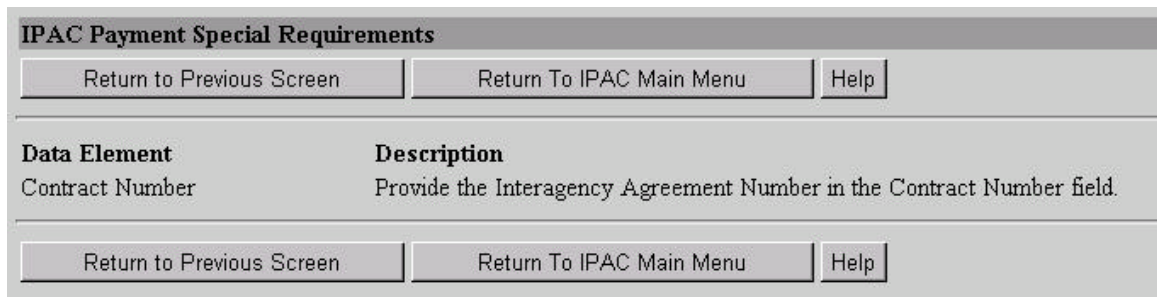 IPAC Payment Special Requirements
Return to Previous Screen Return To IPAC Main Menu Help
Data Element Description
Contract Number Provide the Interagency Agreement Number in the Contract Number field.
Return to Previous Screen Return To IPAC Main Menu Help